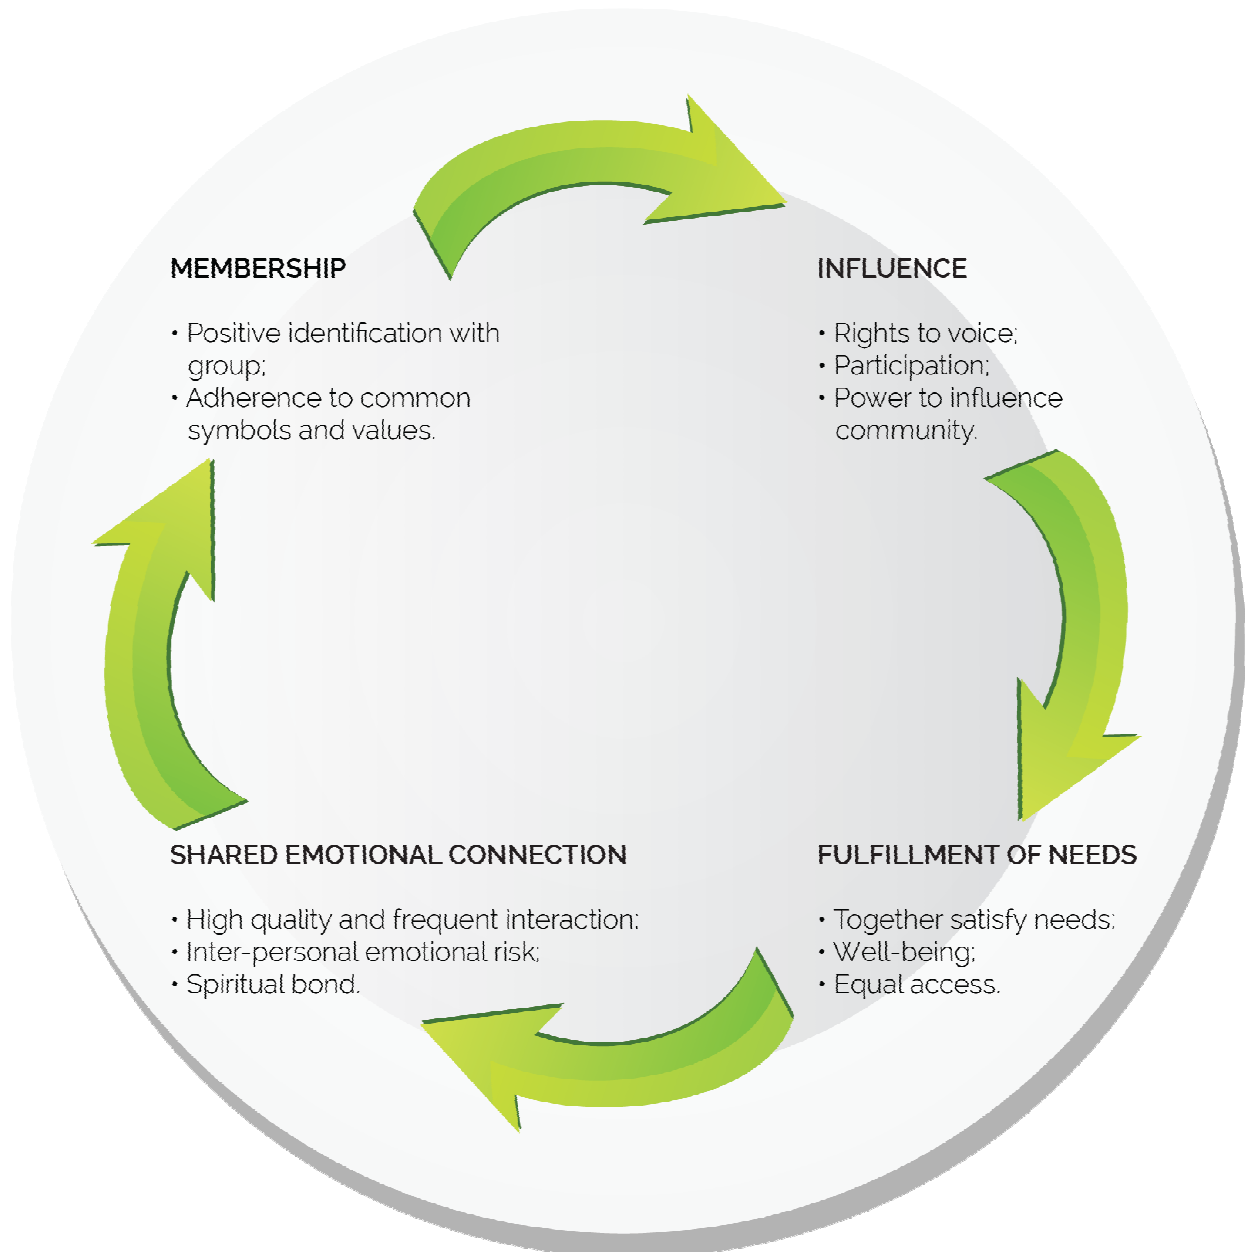 MEMBERSHIP
• Positive identification with
group;
• Adherence to common
symbols and values.
INFLUENCE
• Rights to voice;
• Participation;
• Power to influence
community.
SHARED EMOTIONAL CONNECTION
• High quality and frequent interaction;
• Inter-personal emotional risk;
• Spiritual bond.
FULFILLMENT OF NEEDS
• Together satisfy needs;
• Well-being;
• Equal access.